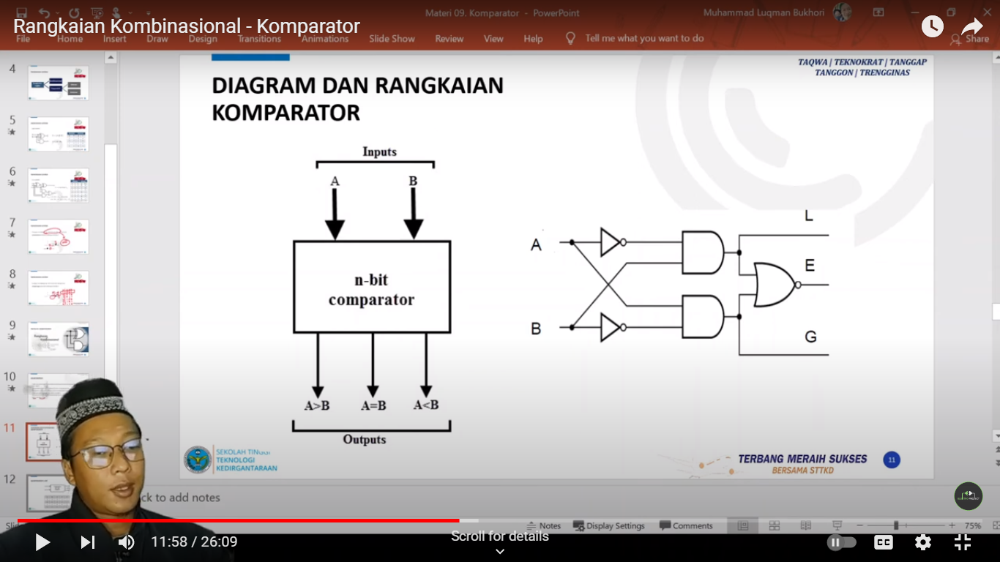 Materi 09. Komparator - PowerPoint
Muhammad Luqman Bukhori
Rangkaian Kombinasional - Komparator
File Home Insert Draw Design Transitions Animations Slide Show Review View Help Tell me what you want to do Share
4
5
6
7
8
9
10
11
12
TAQWA | TEKNOKRAT | TANGGAP
TANGGON | TRENGGINAS
DIAGRAM DAN RANGKAIAN
KOMPARATOR
Inputs
A B
n-bit
comparator
A>B A=B A<B
Outputs
L
A
E
B
G
SEKOLAH TINGGI
TEKNOLOGI
KEDIRGANTARAAN
TERBANG MERAIH SUKSES
BERSAMA STTKD
11
ck to add notes
Notes Display Settings Comments 75%
11:58 / 26:09
Scroll for details
CC